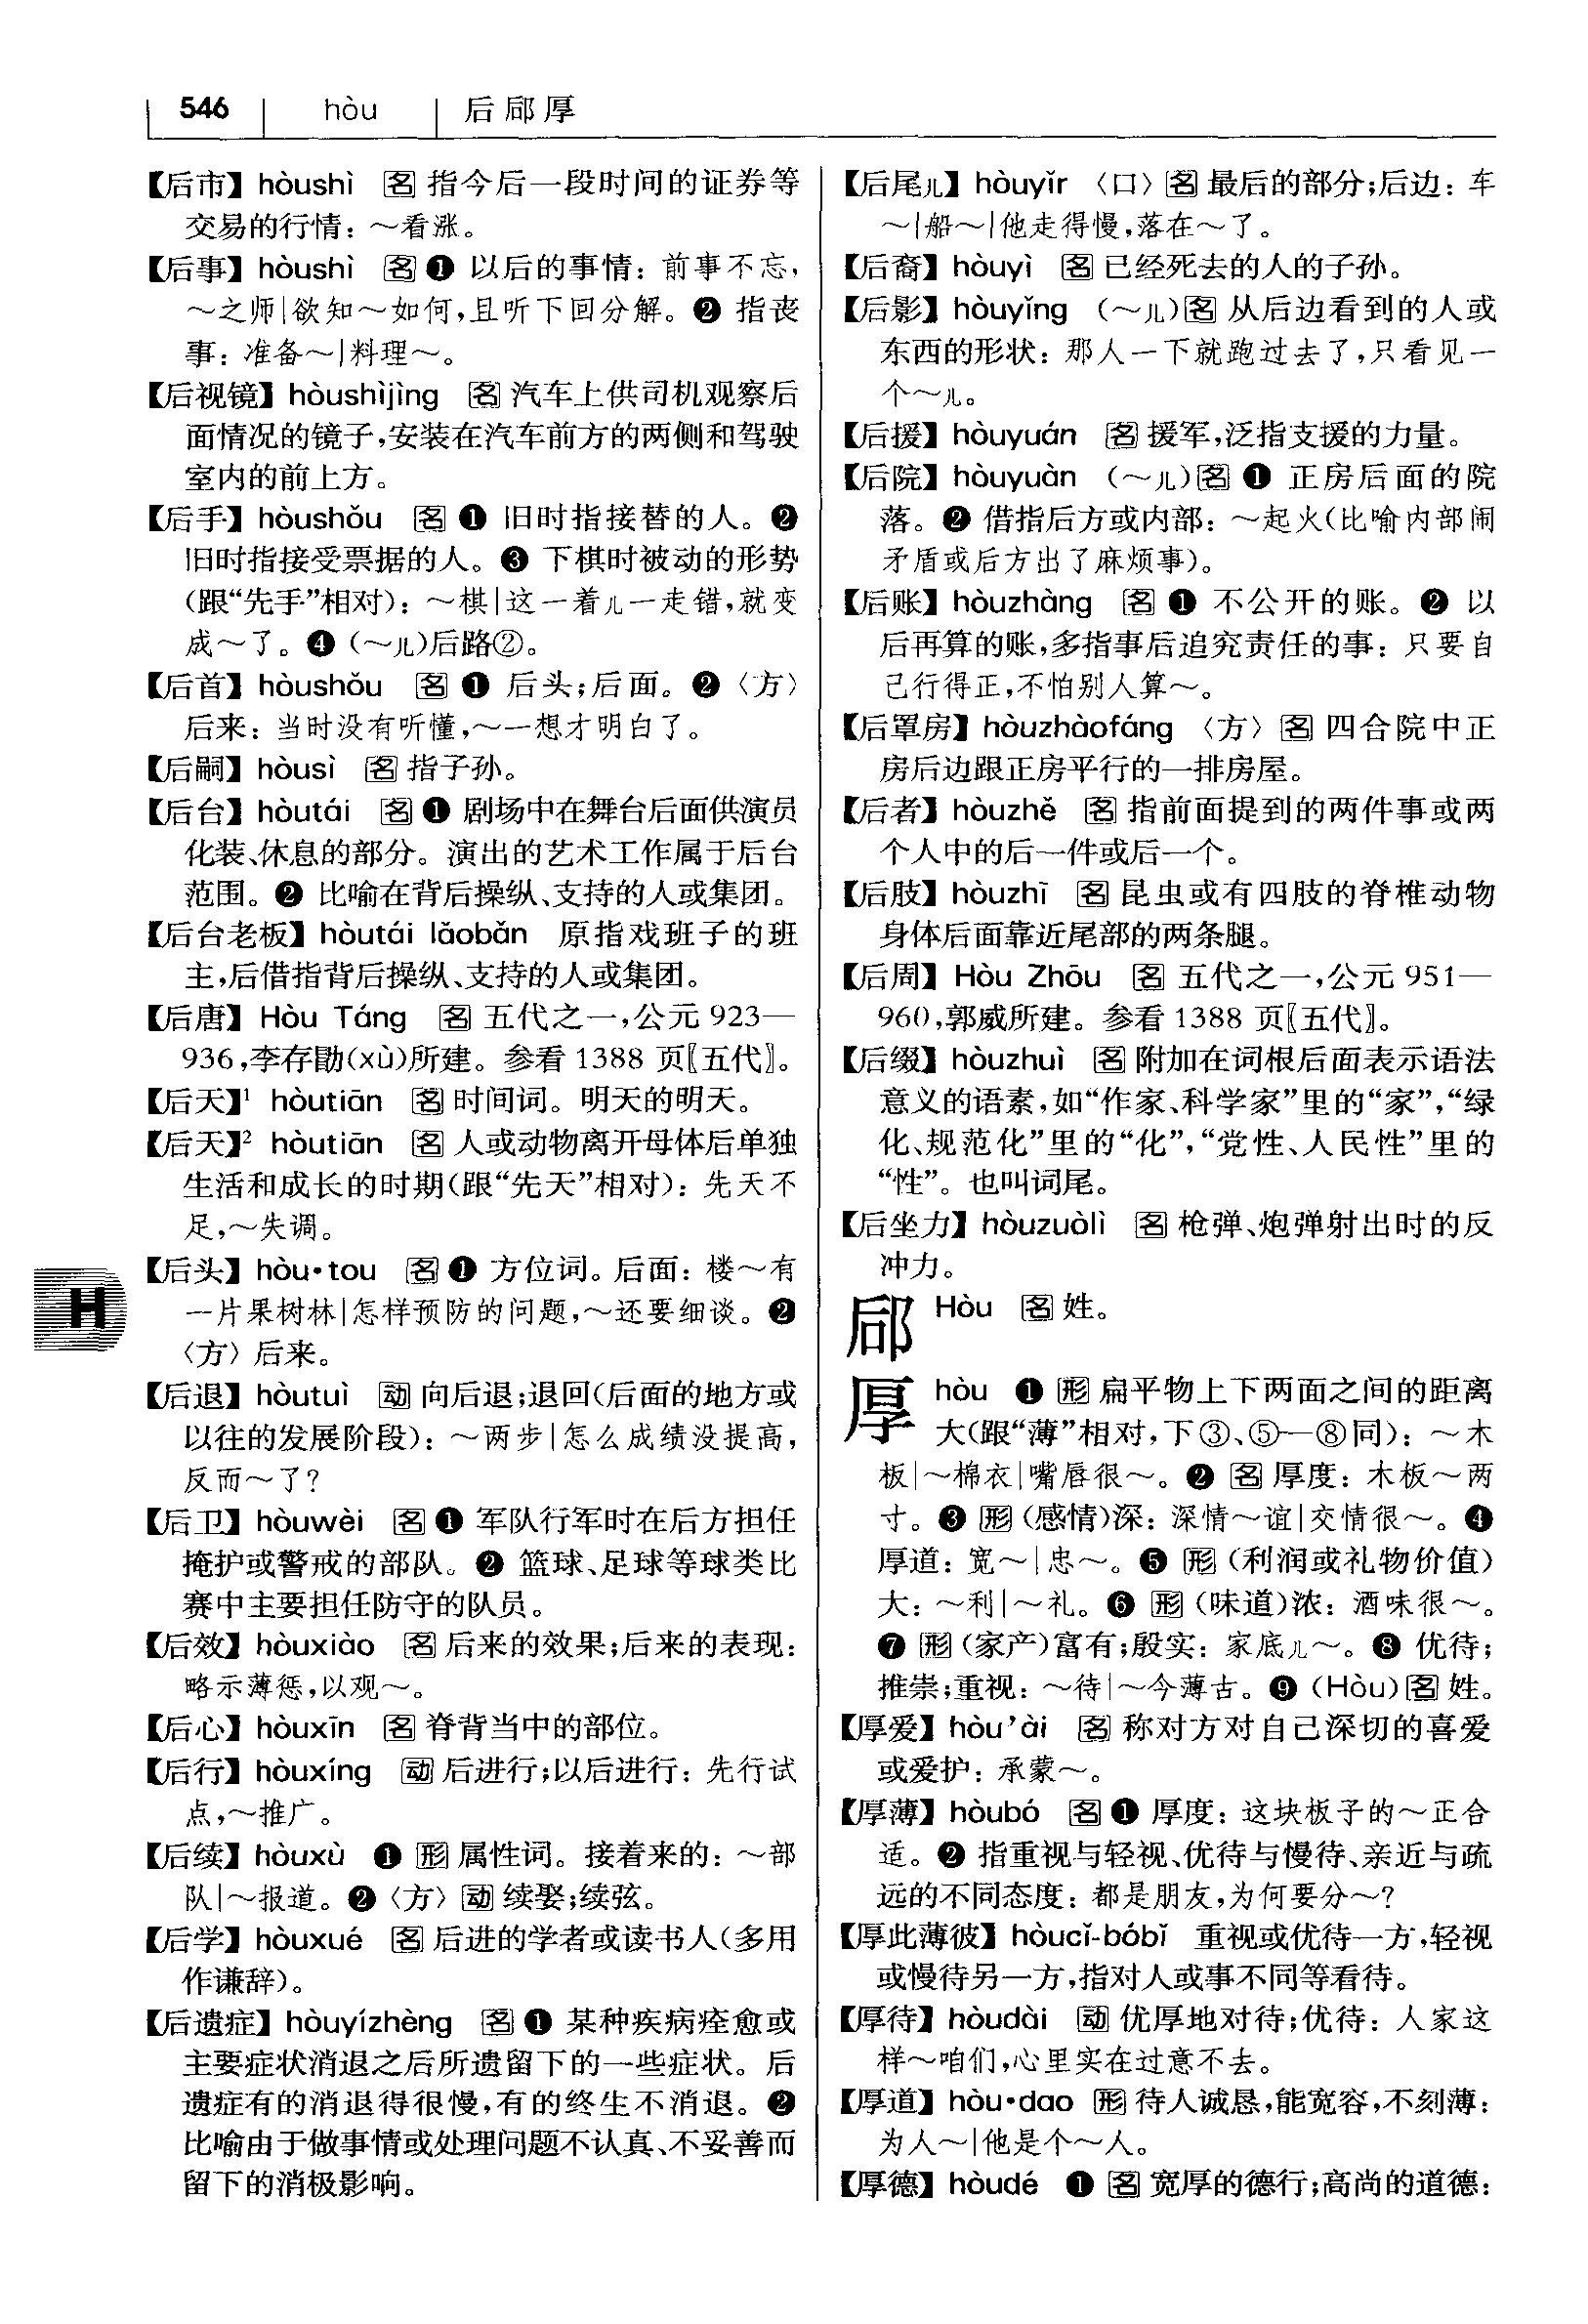 546 hòu 后郈厚
【后市】hòushì 名 指今后一段时间的证券等
交易的行情：～看涨。
【后事】hòushì 名 ❶ 以后的事情：前事不忘，
～之师|欲知～如何，且听下回分解。❷ 指丧
事：准备～|料理～。
【后视镜】hòushìjìng 名 汽车上供司机观察后
面情况的镜子，安装在汽车前方的两侧和驾驶
室内的前上方。
【后手】hòushǒu 名 ❶ 旧时指接替的人。❷
旧时指接受票据的人。❸ 下棋时被动的形势
（跟“先手”相对）：～棋|这一着儿一走错，就变
成～了。❹（～儿）后路②。
【后首】hòushǒu 名 ❶ 后头；后面。❷〈方〉
后来：当时没有听懂，～一想才明白了。
【后嗣】hòusì 名 指子孙。
【后台】hòutái 名 ❶ 剧场中在舞台后面供演员
化装、休息的部分。演出的艺术工作属于后台
范围。❷ 比喻在背后操纵、支持的人或集团。
【后台老板】hòutái lǎobǎn 原指戏班子的班
主，后借指背后操纵、支持的人或集团。
【后唐】Hòu Táng 名 五代之一，公元 923—
936，李存勖（xù）所建。参看 1388 页〖五代〗。
【后天】¹ hòutiān 名 时间词。明天的明天。
【后天】² hòutiān 名 人或动物离开母体后单独
生活和成长的时期（跟“先天”相对）：先天不
足，～失调。
【后头】hòu·tou 名 ❶ 方位词。后面：楼～有
一片果树林|怎样预防的问题，～还要细谈。❷
〈方〉后来。
【后退】hòutuì 动 向后退；退回（后面的地方或
以往的发展阶段）：～两步|怎么成绩没提高，
反而～了？
【后卫】hòuwèi 名 ❶ 军队行军时在后方担任
掩护或警戒的部队。❷ 篮球、足球等球类比
赛中主要担任防守的队员。
【后效】hòuxiào 名 后来的效果；后来的表现：
略示薄惩，以观～。
【后心】hòuxīn 名 脊背当中的部位。
【后行】hòuxíng 动 后进行；以后进行：先行试
点，～推广。
【后续】hòuxù ❶ 形 属性词。接着来的：～部
队|～报道。❷〈方〉动 续娶；续弦。
【后学】hòuxué 名 后进的学者或读书人（多用
作谦辞）。
【后遗症】hòuyízhèng 名 ❶ 某种疾病痊愈或
主要症状消退之后所遗留下的一些症状。后
遗症有的消退得很慢，有的终生不消退。❷
比喻由于做事情或处理问题不认真、不妥善而
留下的消极影响。
H
【后尾儿】hòuyǐr〈口〉名 最后的部分；后边：车
～|船～|他走得慢，落在～了。
【后裔】hòuyì 名 已经死去的人的子孙。
【后影】hòuyǐng （～儿）名 从后边看到的人或
东西的形状：那人一下就跑过去了，只看见一
个～儿。
【后援】hòuyuán 名 援军，泛指支援的力量。
【后院】hòuyuàn （～儿）名 ❶ 正房后面的院
落。❷ 借指后方或内部：～起火（比喻内部闹
矛盾或后方出了麻烦事）。
【后账】hòuzhàng 名 ❶ 不公开的账。❷ 以
后再算的账，多指事后追究责任的事：只要自
己行得正，不怕别人算～。
【后罩房】hòuzhàofáng〈方〉名 四合院中正
房后边跟正房平行的一排房屋。
【后者】hòuzhě 名 指前面提到的两件事或两
个人中的后一件或后一个。
【后肢】hòuzhī 名 昆虫或有四肢的脊椎动物
身体后面靠近尾部的两条腿。
【后周】Hòu Zhōu 名 五代之一，公元 951—
960，郭威所建。参看 1388 页〖五代〗。
【后缀】hòuzhuì 名 附加在词根后面表示语法
意义的语素，如“作家、科学家”里的“家”，“绿
化、规范化”里的“化”，“党性、人民性”里的
“性”。也叫词尾。
【后坐力】hòuzuòlì 名 枪弹、炮弹射出时的反
冲力。
郈 Hòu 名 姓。
厚 hòu ❶ 形 扁平物上下两面之间的距离
大（跟“薄”相对，下③、⑤—⑧同）：～木
板|～棉衣|嘴唇很～。❷ 名 厚度：木板～两
寸。❸ 形（感情）深：深情～谊|交情很～。❹
厚道：宽～|忠～。❺ 形（利润或礼物价值）
大：～利|～礼。❻ 形（味道）浓：酒味很～。
❼ 形（家产）富有；殷实：家底儿～。❽ 优待；
推崇；重视：～待|～今薄古。❾（Hòu）名 姓。
【厚爱】hòu’ài 名 称对方对自己深切的喜爱
或爱护：承蒙～。
【厚薄】hòubó 名 ❶ 厚度：这块板子的～正合
适。❷ 指重视与轻视、优待与慢待、亲近与疏
远的不同态度：都是朋友，为何要分～？
【厚此薄彼】hòucǐ-bóbǐ 重视或优待一方，轻视
或慢待另一方，指对人或事不同等看待。
【厚待】hòudài 动 优厚地对待；优待：人家这
样～咱们，心里实在过意不去。
【厚道】hòu·dao 形 待人诚恳，能宽容，不刻薄：
为人～|他是个～人。
【厚德】hòudé ❶ 名 宽厚的德行；高尚的道德：